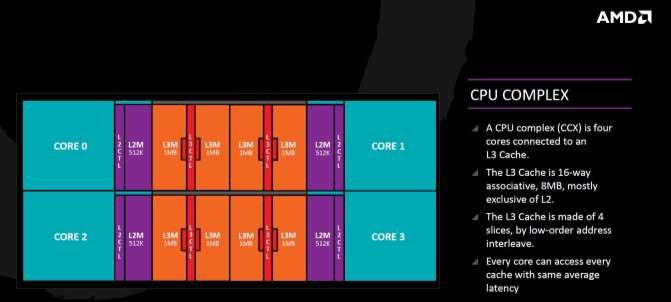 AMD
CPU COMPLEX
A CPU complex (CCX) is four
cores connected to an
L3 Cache.
The L3 Cache is 16-way
associative, 8MB, mostly
exclusive of L2.
The L3 Cache is made of 4
slices, by low-order address
interleave.
Every core can access every
cache with same average
latency
CORE 0
L2CTL
L2M
512K
L3M
1MB
L3CTL
L3M
1MB
L3M
1MB
L3CTL
L3M
1MB
L2M
512K
L2CTL
CORE 1
CORE 2
L2CTL
L2M
512K
L3M
1MB
L3CTL
L3M
1MB
L3M
1MB
L3CTL
L3M
1MB
L2M
512K
L2CTL
CORE 3